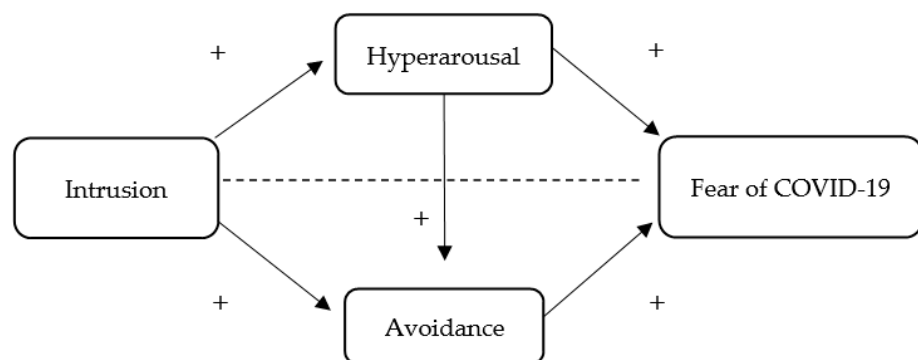 +
Hyperarousal
+
Intrusion
Fear of COVID-19
+
+
Avoidance
+